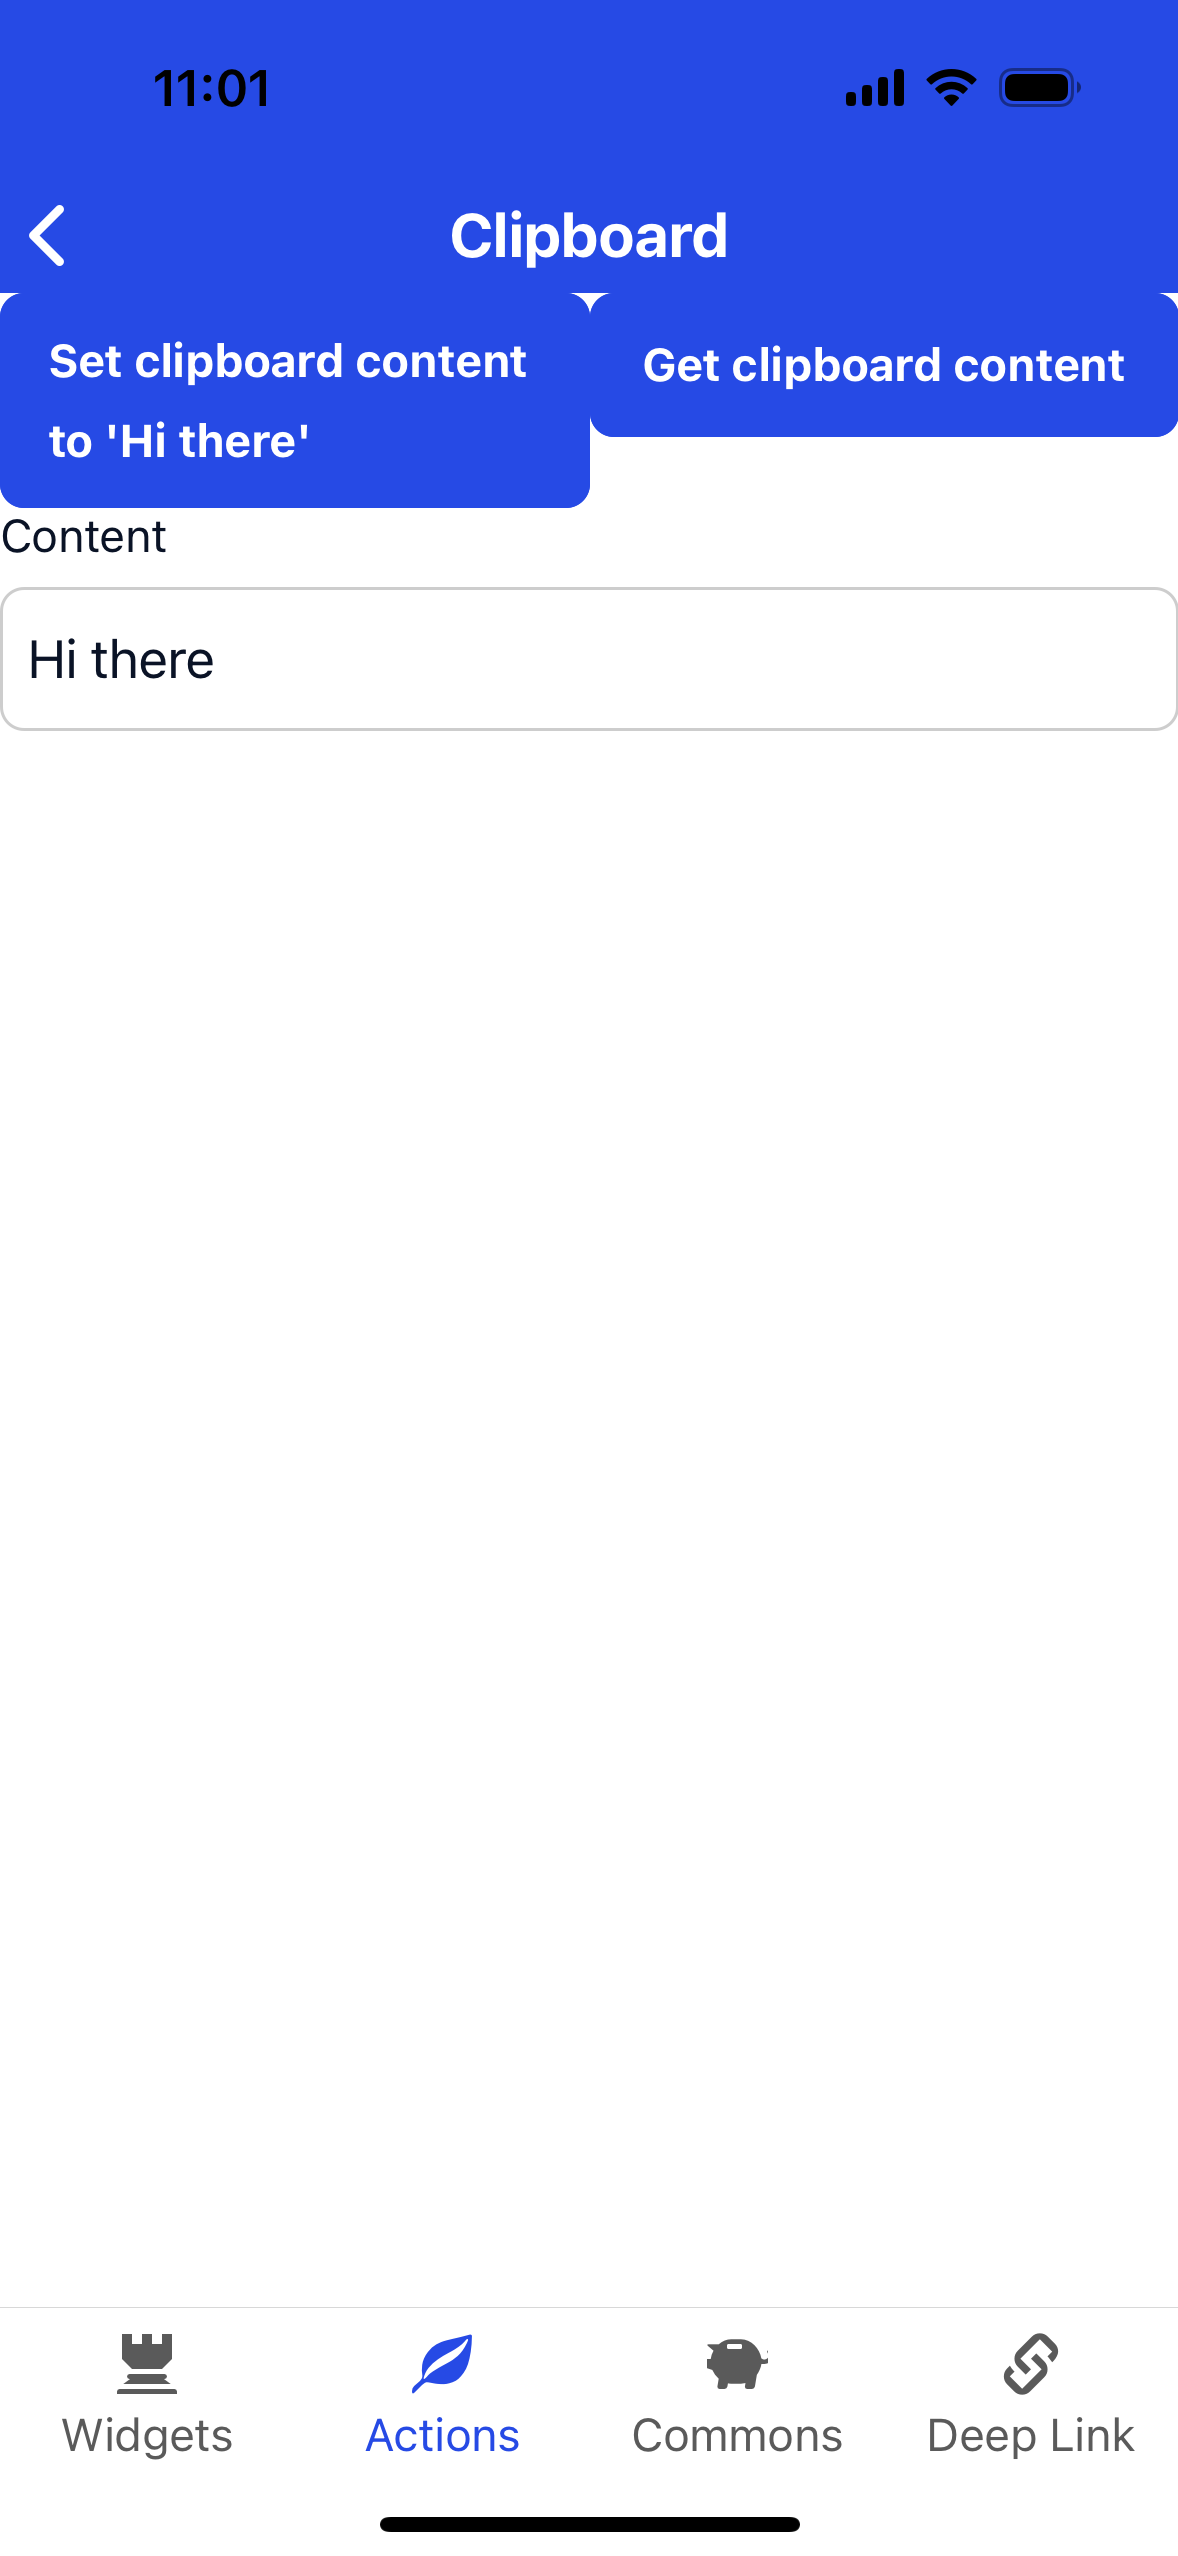 11:01
Clipboard
Set clipboard content
to 'Hi there'
Get clipboard content
Content
Hi there
Widgets
Actions
Commons
Deep Link